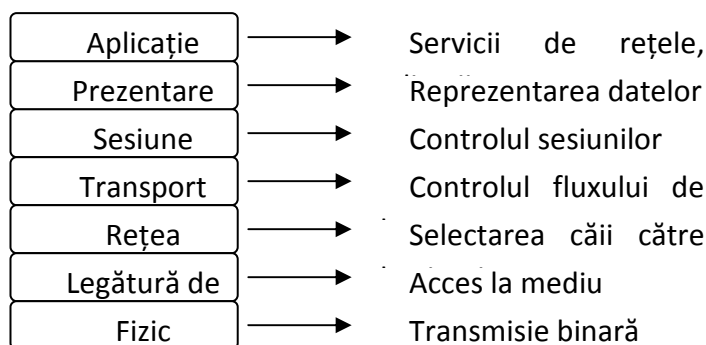 Aplicație Servicii de rețele,
Prezentare Reprezentarea datelor
Sesiune Controlul sesiunilor
Transport Controlul fluxului de
Rețea Selectarea căii către
Legătură de Acces la mediu
Fizic Transmisie binară